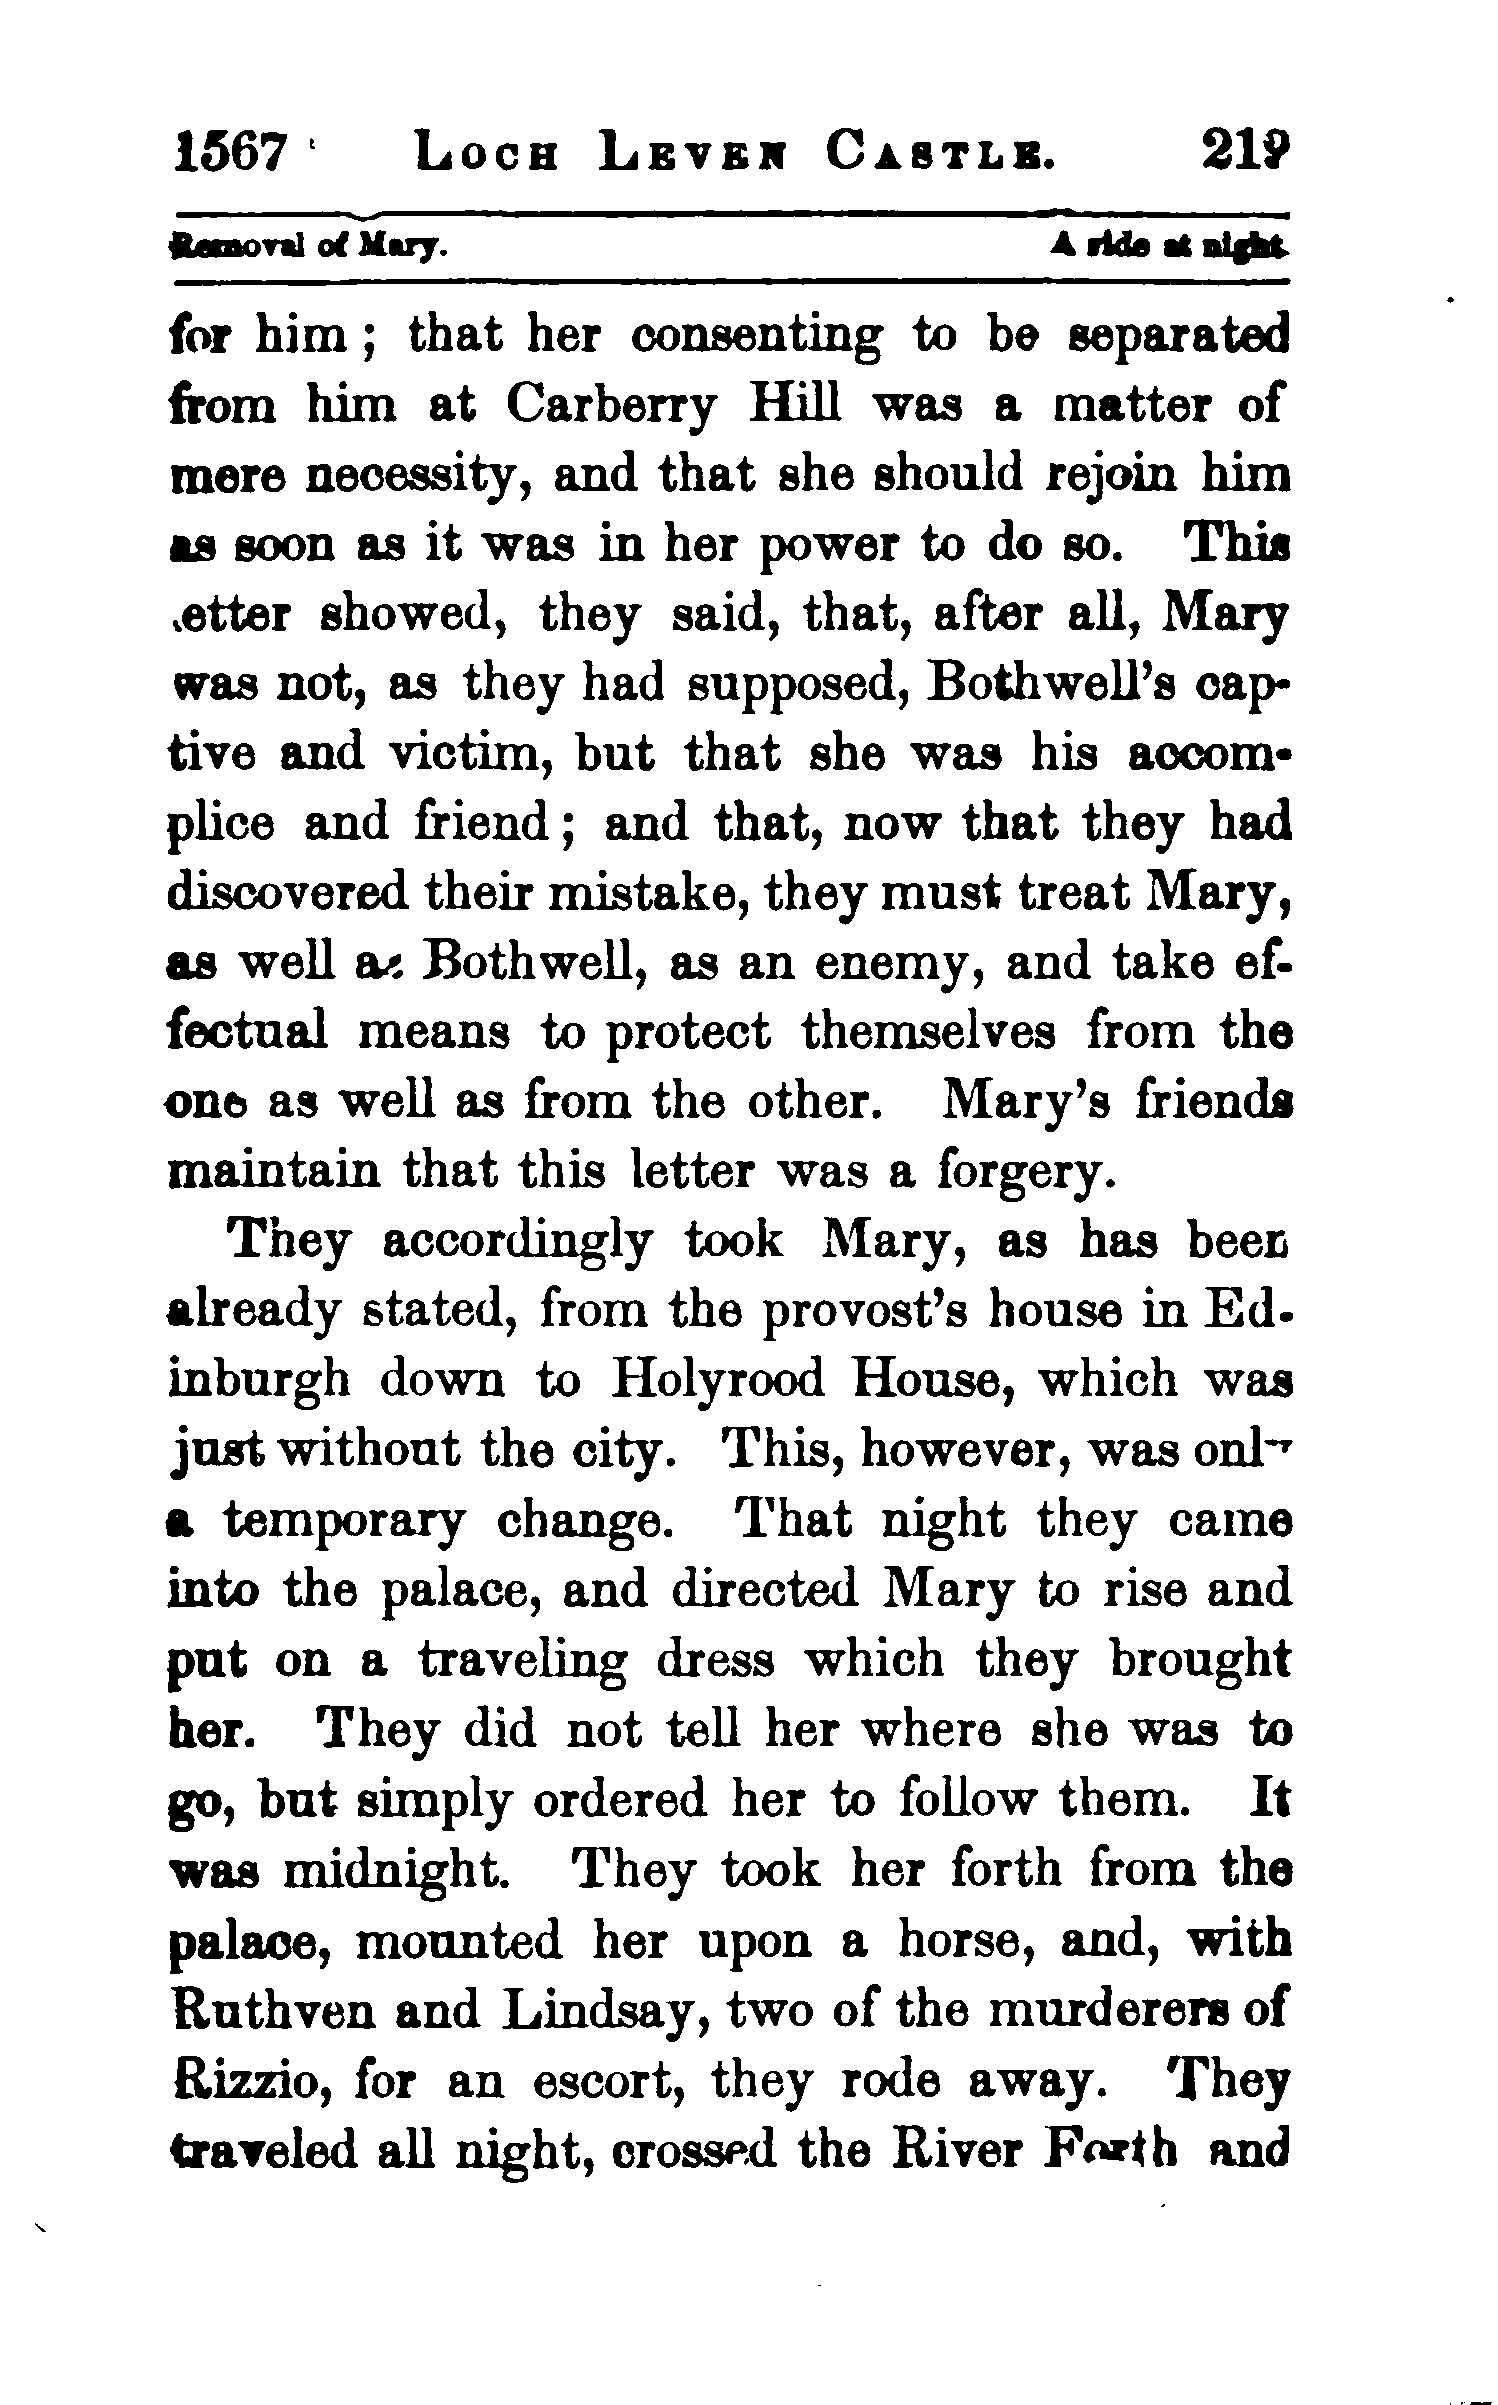 1567 Loch Leven Castle. 219
Removal of Mary. A ride at night.
for him ; that her consenting to be separated
from him at Carberry Hill was a matter of
mere necessity, and that she should rejoin him
as soon as it was in her power to do so. This
letter showed, they said, that, after all, Mary
was not, as they had supposed, Bothwell's cap-
tive and victim, but that she was his accom-
plice and friend ; and that, now that they had
discovered their mistake, they must treat Mary,
as well as Bothwell, as an enemy, and take ef-
fectual means to protect themselves from the
one as well as from the other. Mary's friends
maintain that this letter was a forgery.
They accordingly took Mary, as has been
already stated, from the provost's house in Ed-
inburgh down to Holyrood House, which was
just without the city. This, however, was only
a temporary change. That night they came
into the palace, and directed Mary to rise and
put on a traveling dress which they brought
her. They did not tell her where she was to
go, but simply ordered her to follow them. It
was midnight. They took her forth from the
palace, mounted her upon a horse, and, with
Ruthven and Lindsay, two of the murderers of
Rizzio, for an escort, they rode away. They
traveled all night, crossed the River Forth and